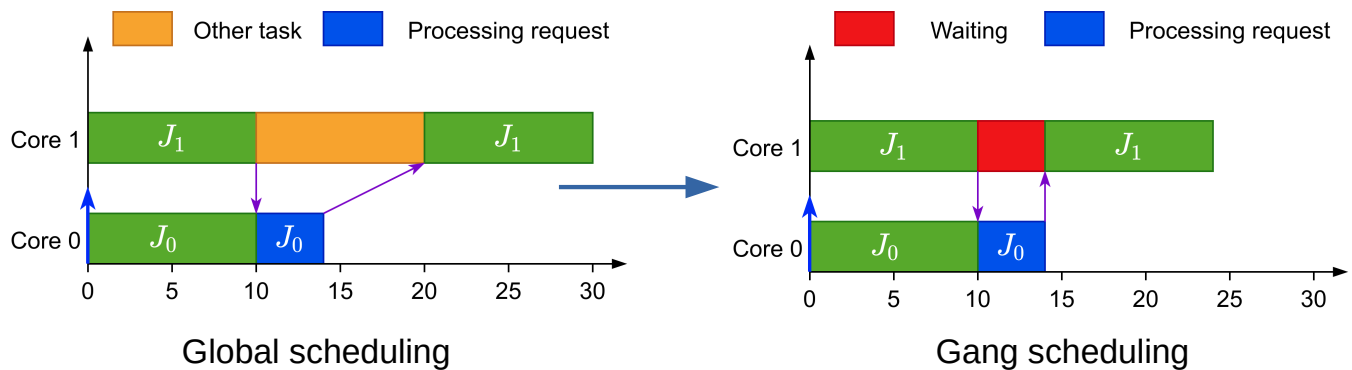 Other task Processing request
Core 1 J₁ J₁
Core 0 J₀ J₀
0 5 10 15 20 25 30
Global scheduling
Waiting Processing request
Core 1 J₁ J₁
Core 0 J₀ J₀
0 5 10 15 20 25 30
Gang scheduling